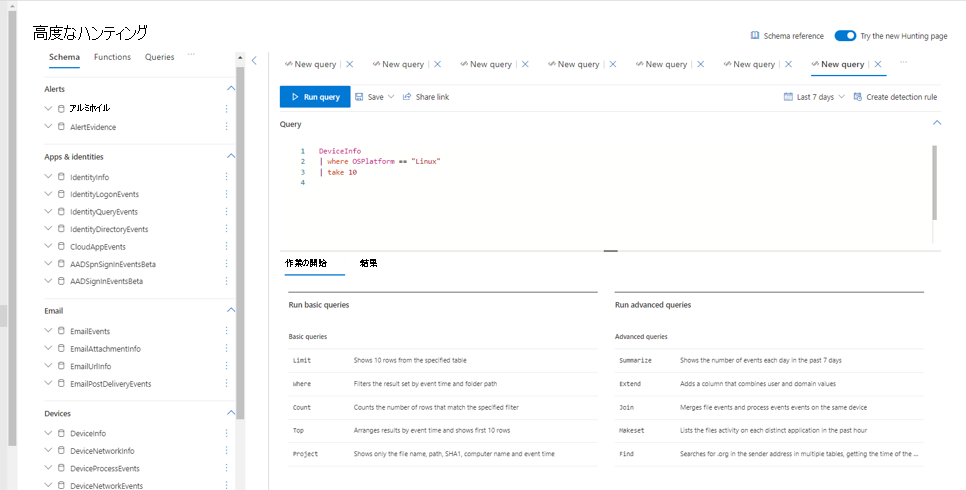 高度なハンティング
Schema reference
Try the new Hunting page
Schema Functions Queries ...
Alerts
アルミホイル
AlertEvidence
Apps & identities
IdentityInfo
IdentityLogonEvents
IdentityQueryEvents
IdentityDirectoryEvents
CloudAppEvents
AADSpnSignInEventsBeta
AADSignInEventsBeta
Email
EmailEvents
EmailAttachmentInfo
EmailUrlInfo
EmailPostDeliveryEvents
Devices
DeviceInfo
DeviceNetworkInfo
DeviceProcessEvents
DeviceNetworkEvents
New query New query New query New query New query New query New query ...
Run query Save Share link Last 7 days Create detection rule
Query
1 DeviceInfo
2 | where OSPlatform == "Linux"
3 | take 10
4
作業の開始 結果
Run basic queries
Basic queries
Limit Shows 10 rows from the specified table
Where Filters the result set by event time and folder path
Count Counts the number of rows that match the specified filter
Top Arranges results by event time and shows first 10 rows
Project Shows only the file name, path, SHA1, computer name and event time
Run advanced queries
Advanced queries
Summarize Shows the number of events each day in the past 7 days
Extend Adds a column that combines user and domain values
Join Merges file events and process events events on the same device
Makeset Lists the files activity on each distinct application in the past hour
Find Searches for .org in the sender address in multiple tables, getting the time of the ...